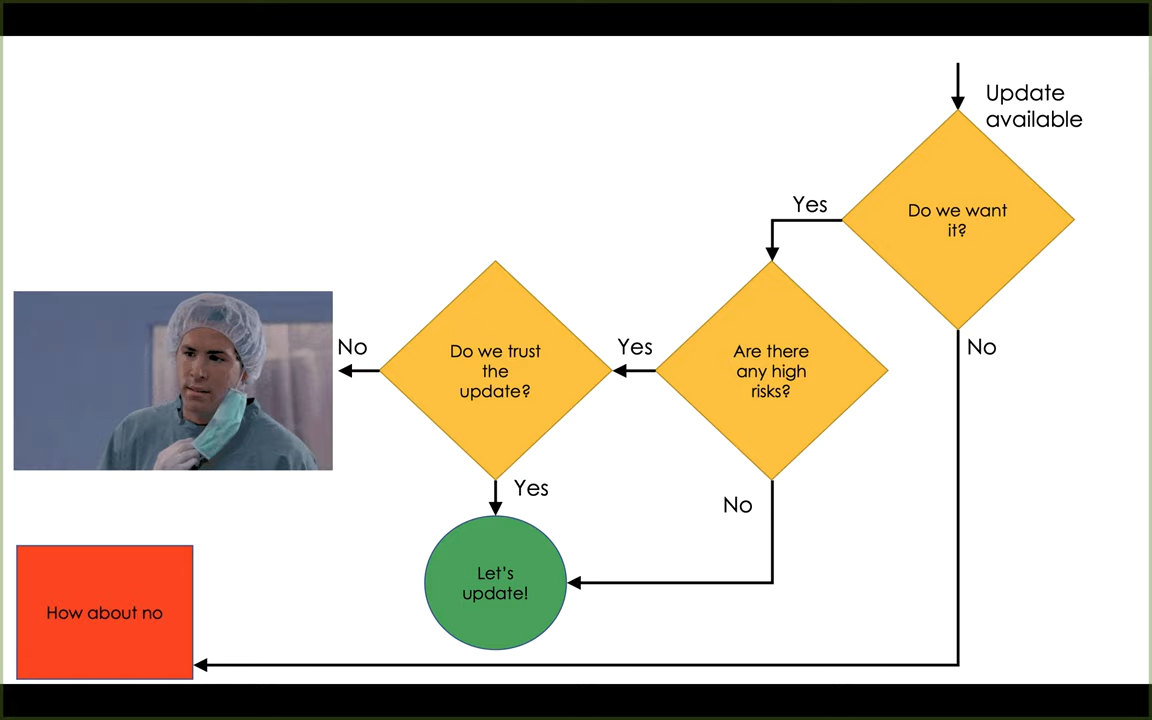 Update
available
Do we want
it?
Yes
No
Are there
any high
risks?
Yes
No
Do we trust
the
update?
No
Yes
Let's
update!
How about no